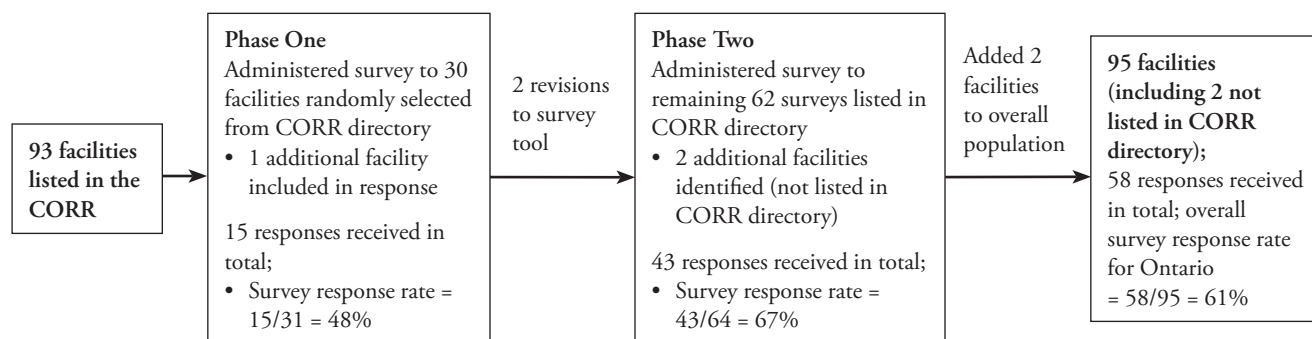 93 facilities
listed in the
CORR
Phase One
Administered survey to 30
facilities randomly selected
from CORR directory
• 1 additional facility
included in response
15 responses received in
total;
• Survey response rate =
15/31 = 48%
2 revisions
to survey
tool
Phase Two
Administered survey to
remaining 62 surveys listed in
CORR directory
• 2 additional facilities
identified (not listed in
CORR directory)
43 responses received in total;
• Survey response rate =
43/64 = 67%
Added 2
facilities
to overall
population
95 facilities
(including 2 not
listed in CORR
directory);
58 responses received
in total; overall
survey response rate
for Ontario
= 58/95 = 61%